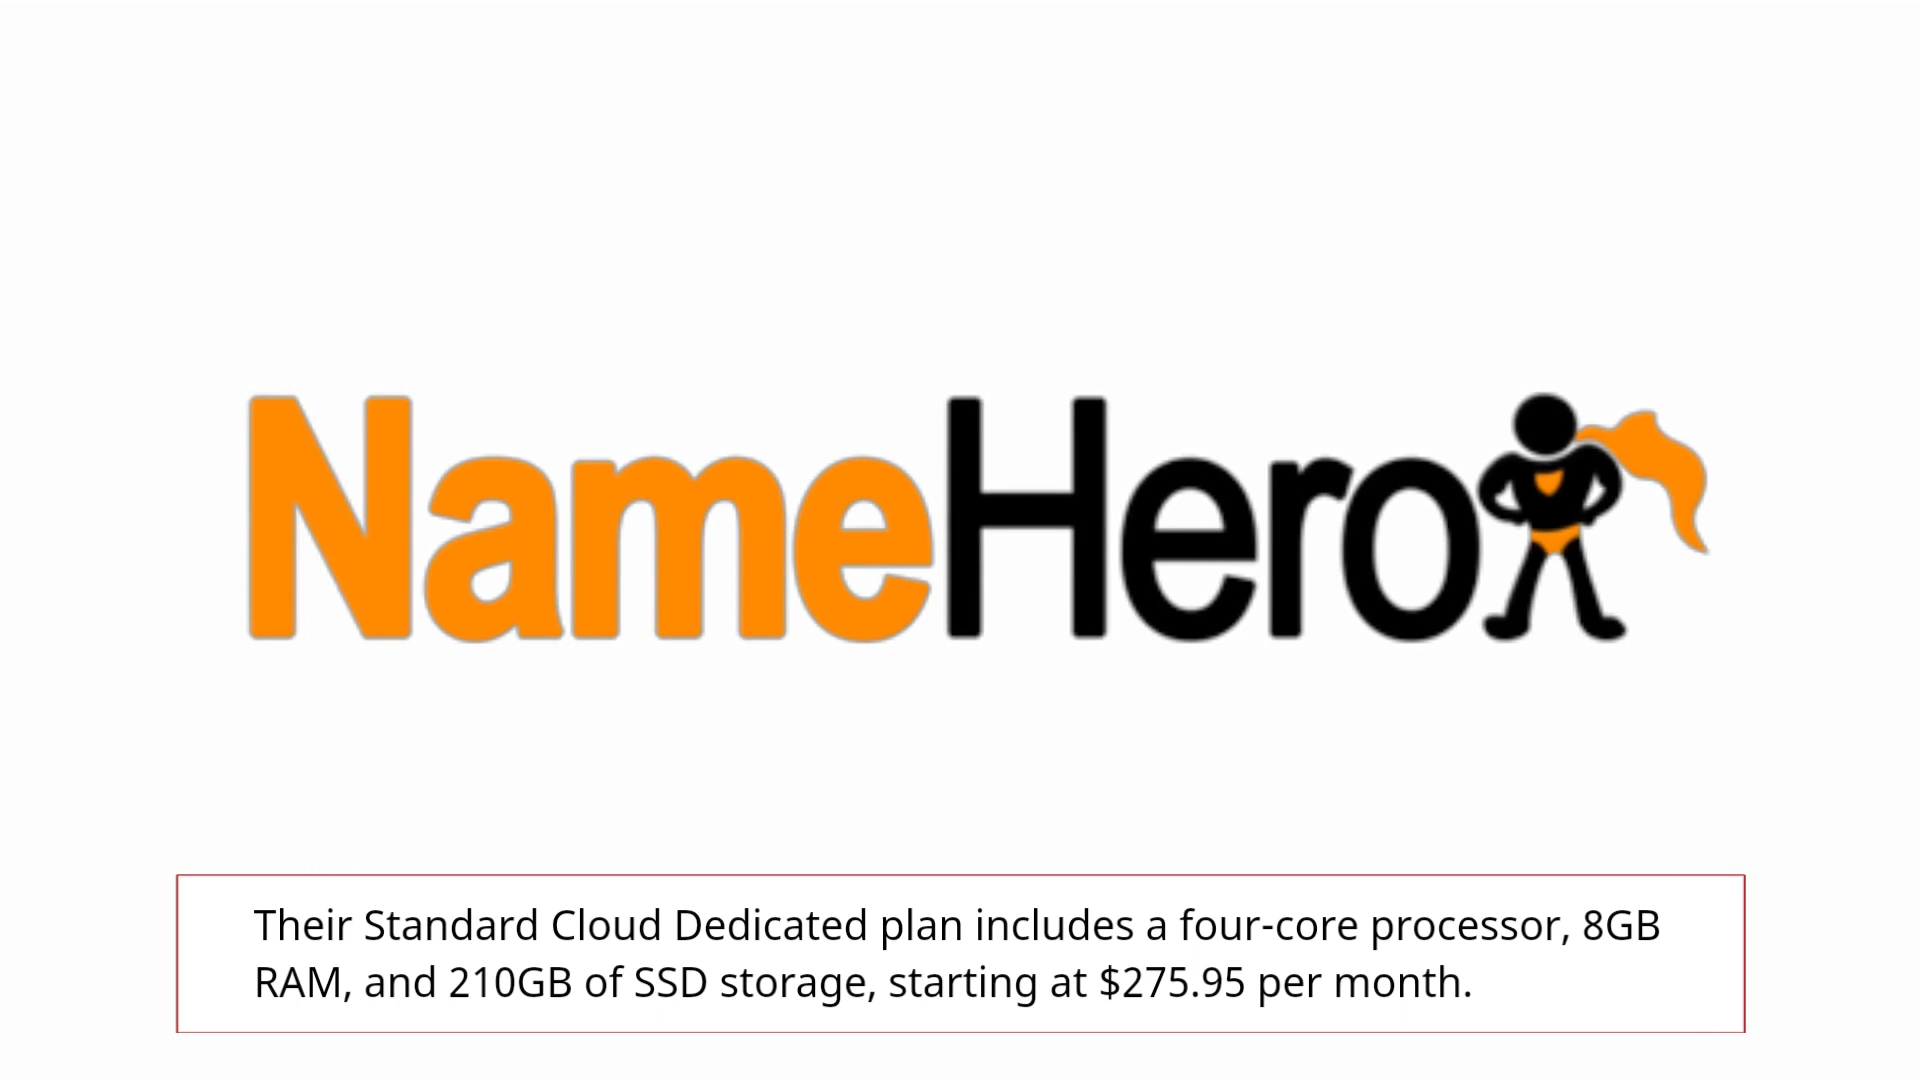 NameHero
Their Standard Cloud Dedicated plan includes a four-core processor, 8GB
RAM, and 210GB of SSD storage, starting at $275.95 per month.